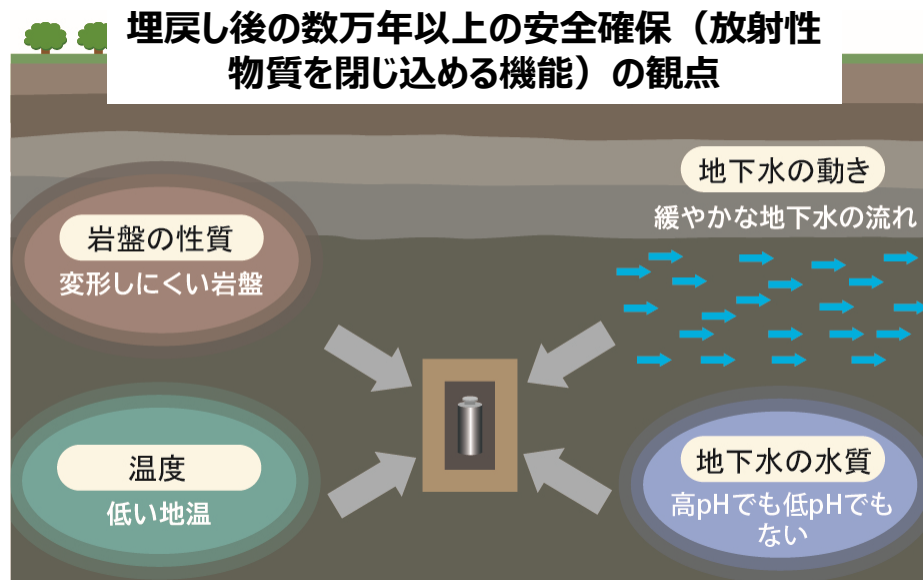 埋戻し後の数万年以上の安全確保（放射性
物質を閉じ込める機能）の観点
岩盤の性質
変形しにくい岩盤
地下水の動き
緩やかな地下水の流れ
温度
低い地温
地下水の水質
高pHでも低pHでも
ない